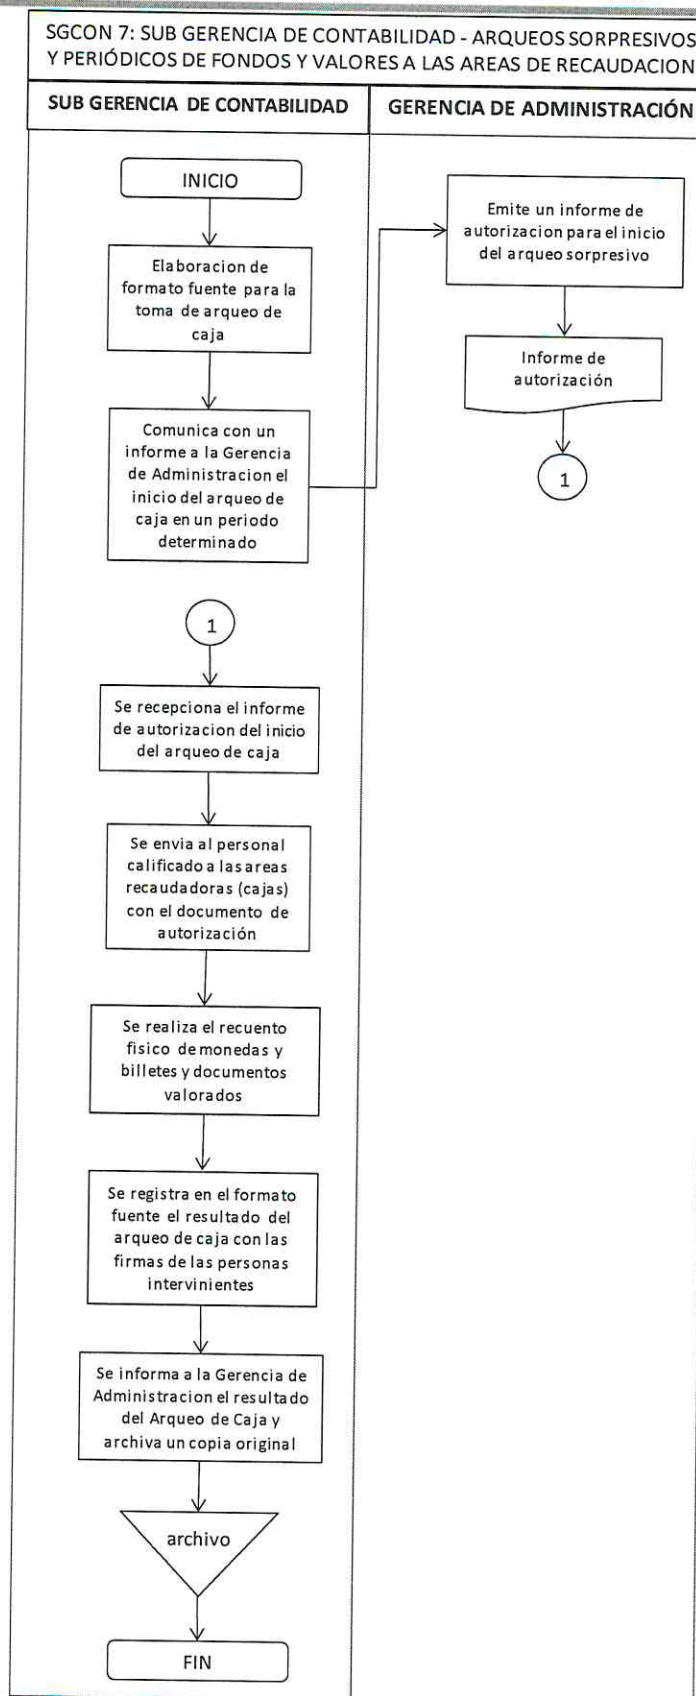 SGCON 7: SUB GERENCIA DE CONTABILIDAD - ARQUEOS SORPRESIVOS
Y PERIÓDICOS DE FONDOS Y VALORES A LAS AREAS DE RECAUDACION
SUB GERENCIA DE CONTABILIDAD
GERENCIA DE ADMINISTRACIÓN
INICIO
Elaboracion de
formato fuente para la
toma de arqueo de
caja
Comunica con un
informe a la Gerencia
de Administracion el
inicio del arqueo de
caja en un periodo
determinado
Emite un informe de
autorizacion para el inicio
del arqueo sorpresivo
Informe de
autorización
1
1
Se recepciona el informe
de autorizacion del inicio
del arqueo de caja
Se envia al personal
calificado a las areas
recaudadoras (cajas)
con el documento de
autorización
Se realiza el recuento
fisico de monedas y
billetes y documentos
valorados
Se registra en el formato
fuente el resultado del
arqueo de caja con las
firmas de las personas
intervinientes
Se informa a la Gerencia de
Administracion el resultado
del Arqueo de Caja y
archiva un copia original
archivo
FIN